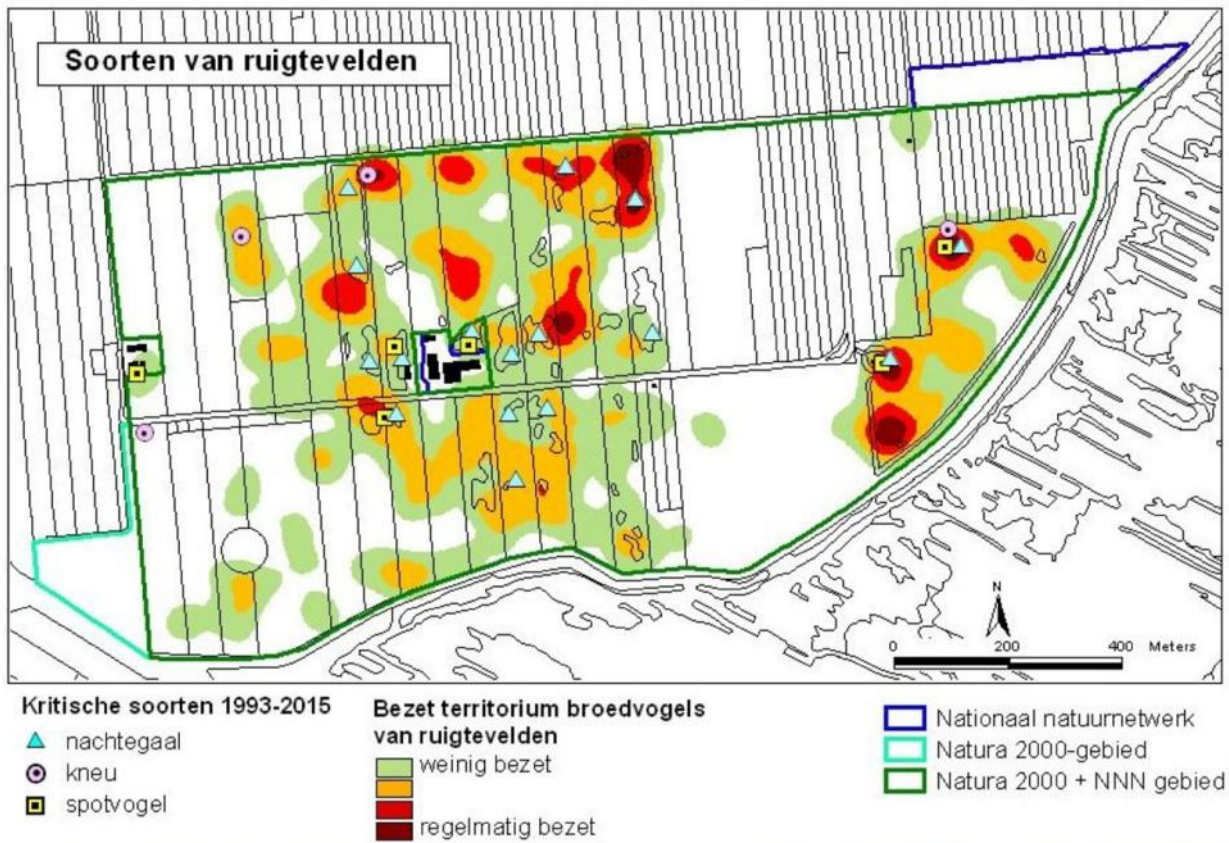 Soorten van ruigtevelden
N
0 200 400 Meters
Kritische soorten 1993-2015
nachtegaal
kneu
spotvogel
Bezet territorium broedvogels
van ruigtevelden
weinig bezet
regelmatig bezet
Nationaal natuurnetwerk
Natura 2000-gebied
Natura 2000 + NNN gebied